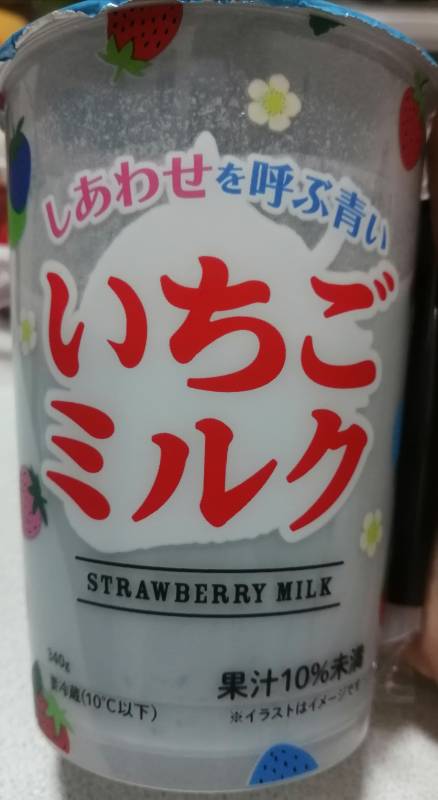 しあわせを呼ぶ青い
いちご
ミルク
STRAWBERRY MILK
340g
要冷蔵(10℃以下)
果汁10%未満
※イラストはイメージです